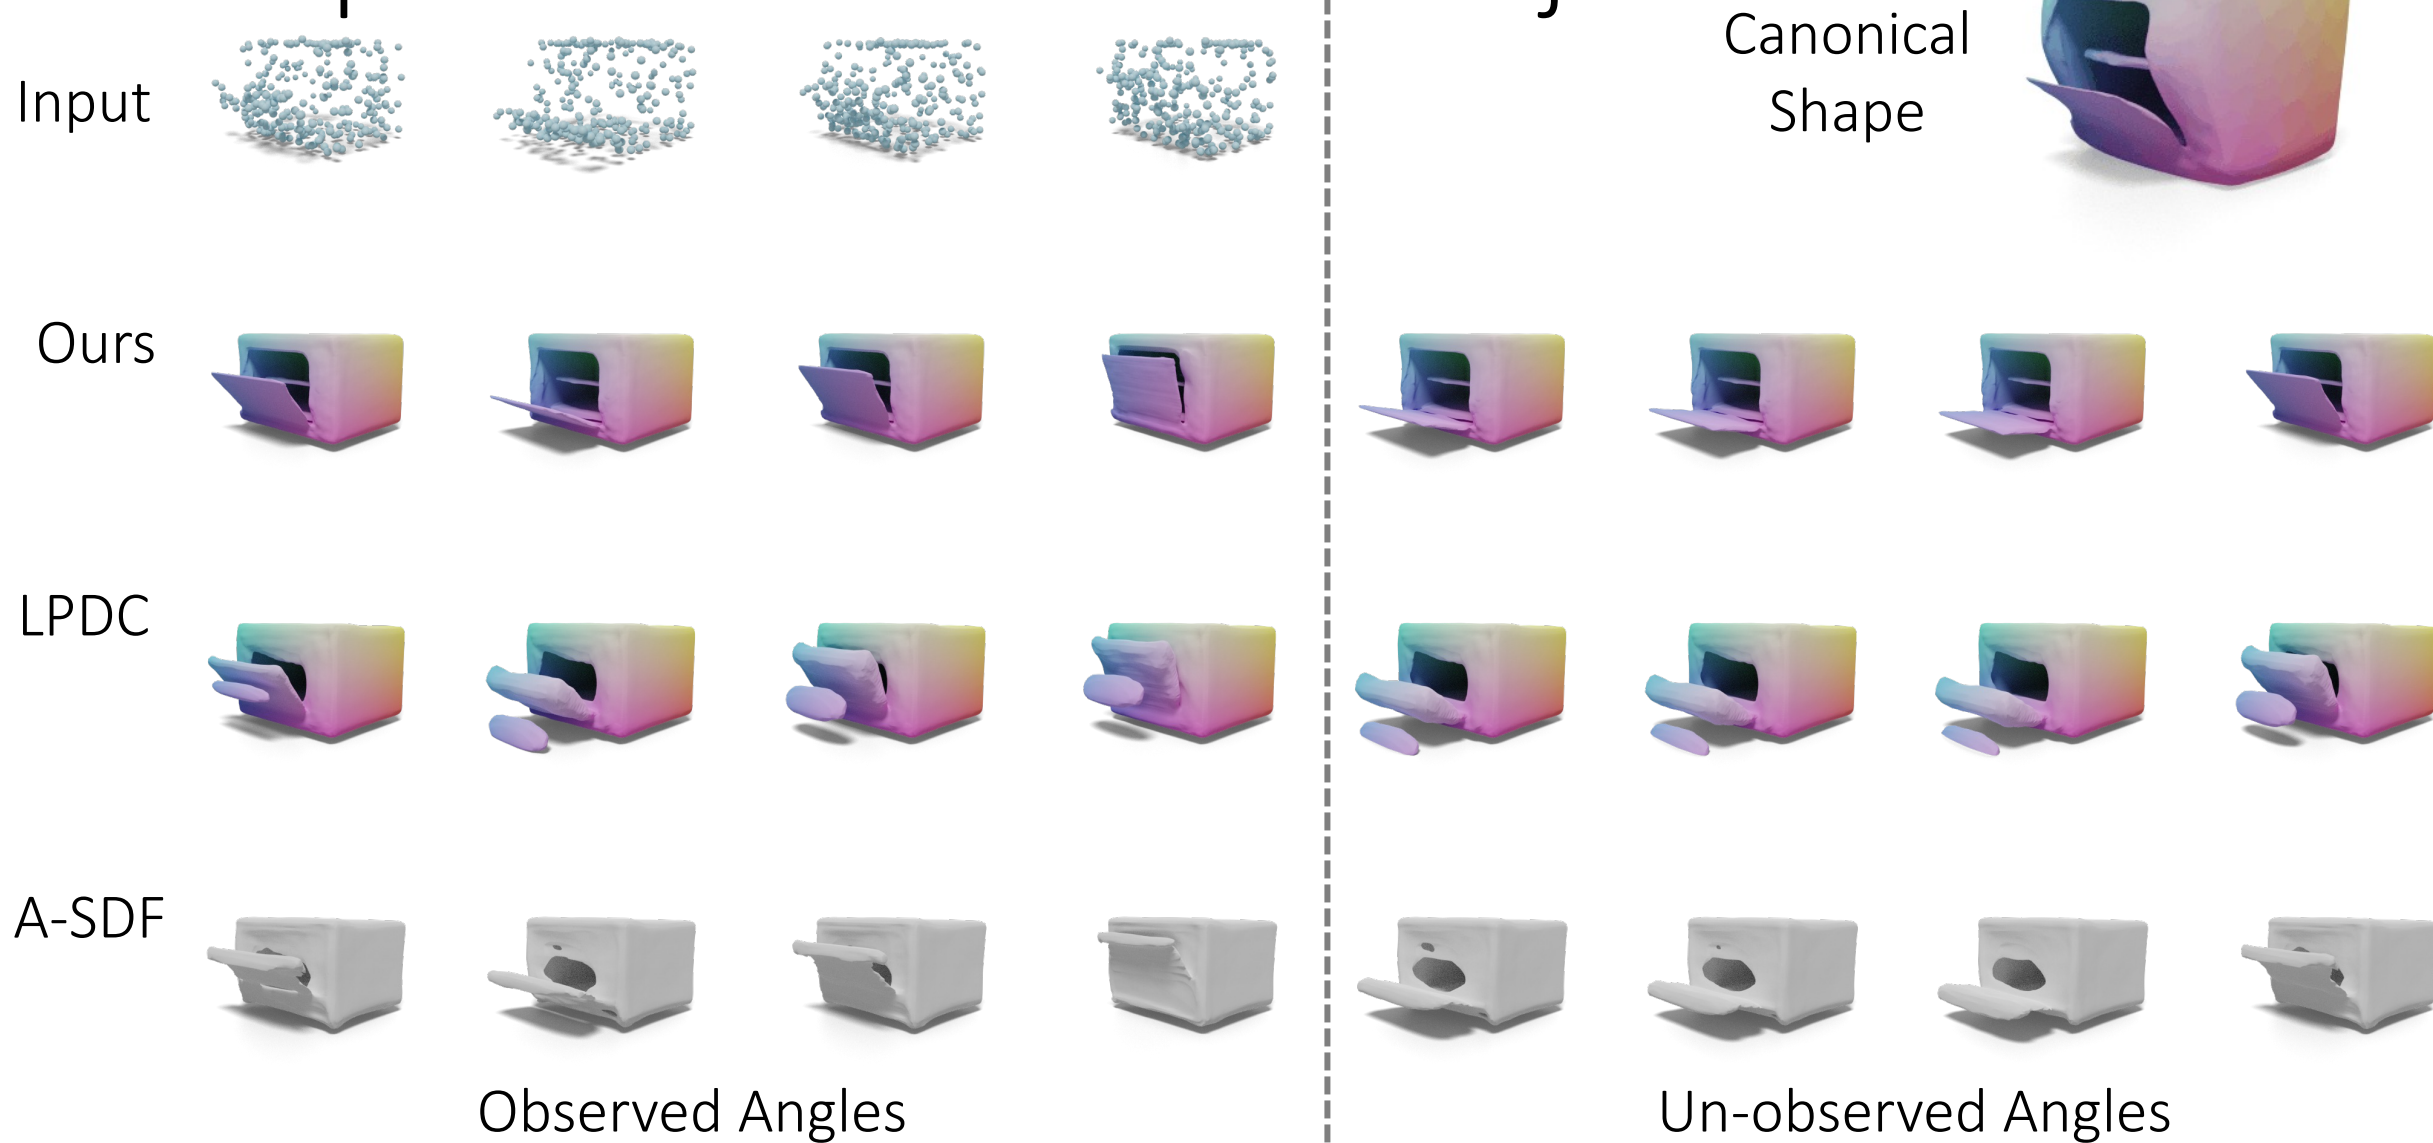 Canonical
Shape
Input
Ours
LPDC
A-SDF
Observed Angles
Un-observed Angles